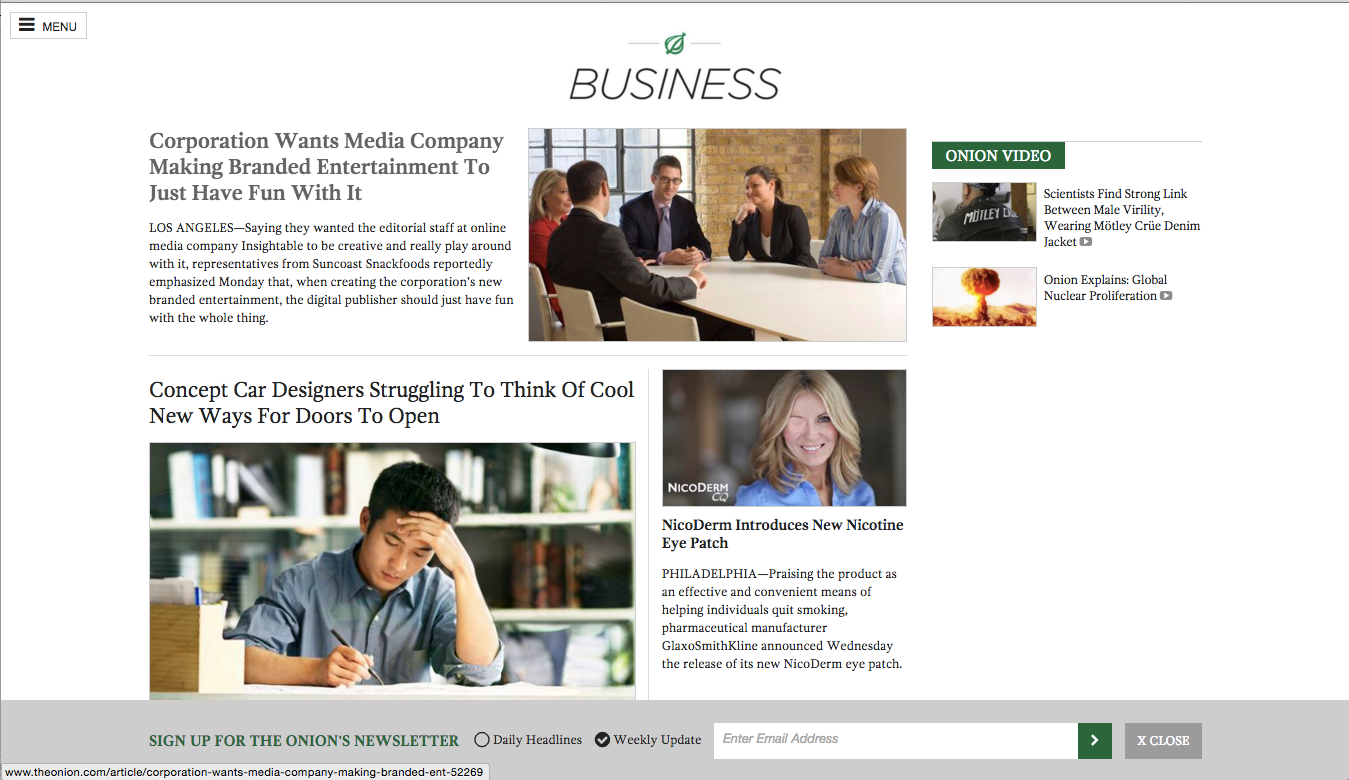 MENU
BUSINESS
Corporation Wants Media Company
Making Branded Entertainment To
Just Have Fun With It
LOS ANGELES—Saying they wanted the editorial staff at online
media company Insightable to be creative and really play around
with it, representatives from Suncoast Snackfoods reportedly
emphasized Monday that, when creating the corporation's new
branded entertainment, the digital publisher should just have fun
with the whole thing.
ONION VIDEO
MÖTLEY CRÜE
Scientists Find Strong Link
Between Male Virility,
Wearing Mötley Crüe Denim
Jacket
Onion Explains: Global
Nuclear Proliferation
Concept Car Designers Struggling To Think Of Cool
New Ways For Doors To Open
NICODERM
CQ
NicoDerm Introduces New Nicotine
Eye Patch
PHILADELPHIA—Praising the product as
an effective and convenient means of
helping individuals quit smoking,
pharmaceutical manufacturer
GlaxoSmithKline announced Wednesday
the release of its new NicoDerm eye patch.
SIGN UP FOR THE ONION'S NEWSLETTER
Daily Headlines
Weekly Update
Enter Email Address
X CLOSE
www.theonion.com/article/corporation-wants-media-company-making-branded-ent-52269